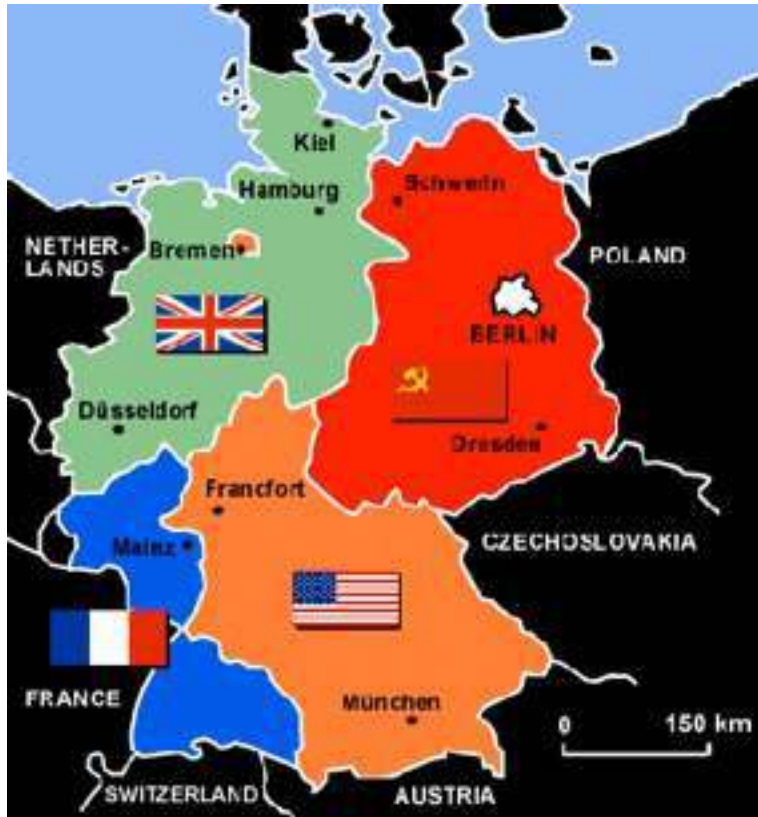 Kiel
Hamburg
Schwerin
NETHER-
LANDS
Bremen
POLAND
BERLIN
Düsseldorf
Dresden
Francfort
Mainz
CZECHOSLOVAKIA
FRANCE
München
0 150 km
SWITZERLAND
AUSTRIA